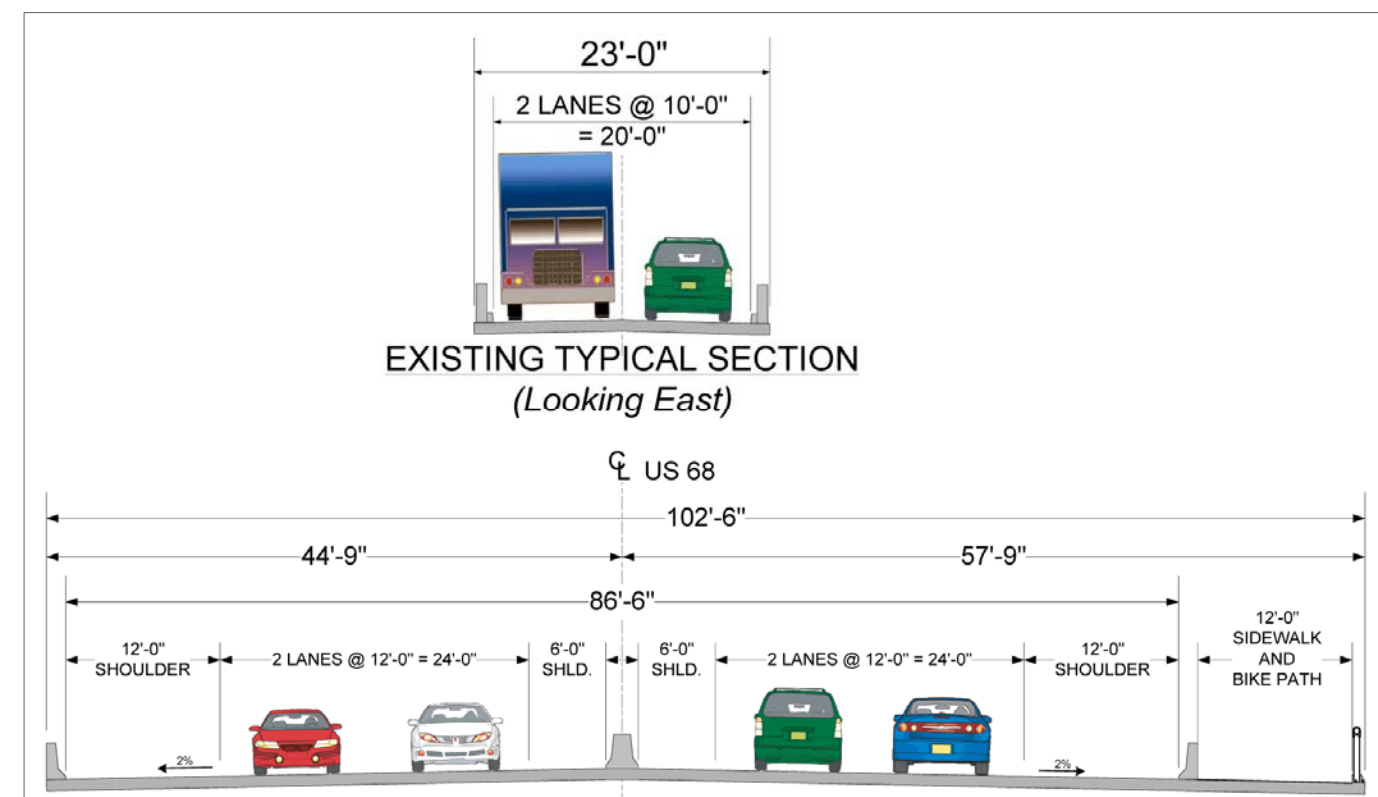 23'-0"
2 LANES @ 10'-0"
= 20'-0"
EXISTING TYPICAL SECTION
(Looking East)
℄ US 68
102'-6"
44'-9"
57'-9"
86'-6"
12'-0"
SHOULDER
2 LANES @ 12'-0" = 24'-0"
6'-0"
SHLD.
6'-0"
SHLD.
2 LANES @ 12'-0" = 24'-0"
12'-0"
SHOULDER
12'-0"
SIDEWALK
AND
BIKE PATH
2%
2%